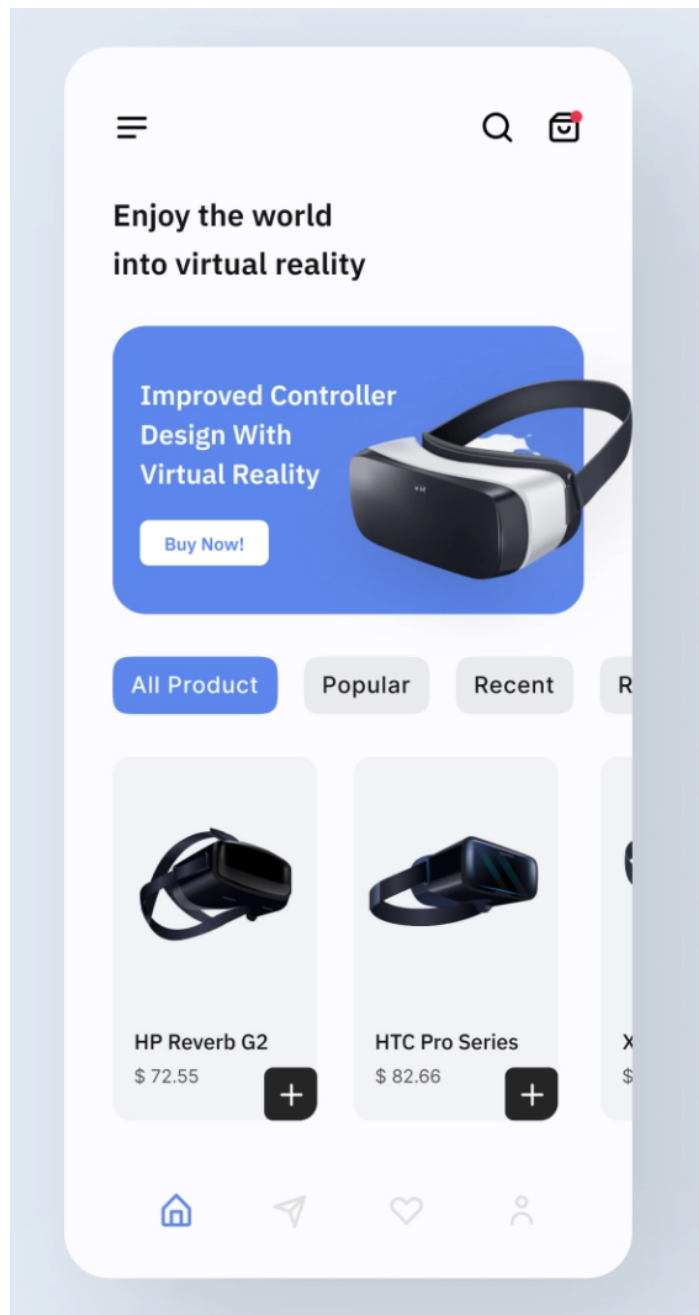 Enjoy the world
into virtual reality
Improved Controller
Design With
Virtual Reality
Buy Now!
All Product
Popular
Recent
R
HP Reverb G2
$ 72.55
HTC Pro Series
$ 82.66
X
$